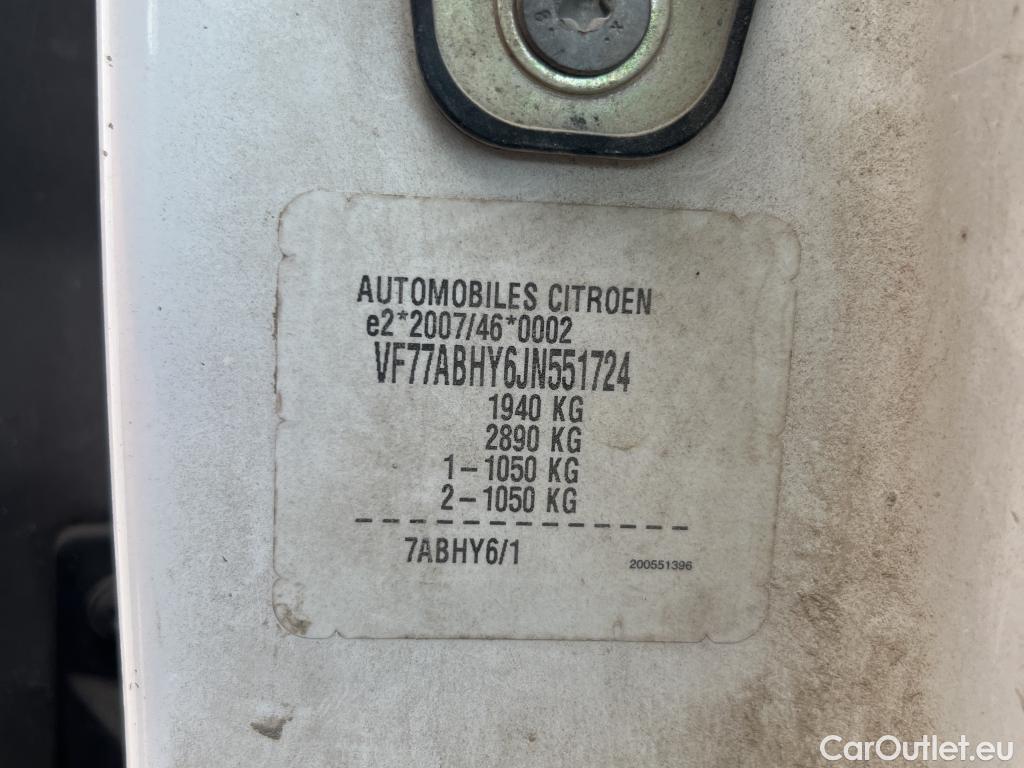 AUTOMOBILES CITROEN
e2*2007/46*0002
VF77ABHY6JN551724
1940 KG
2890 KG
1-1050 KG
2-1050 KG
7ABHY6/1
200551396
CarOutlet.eu